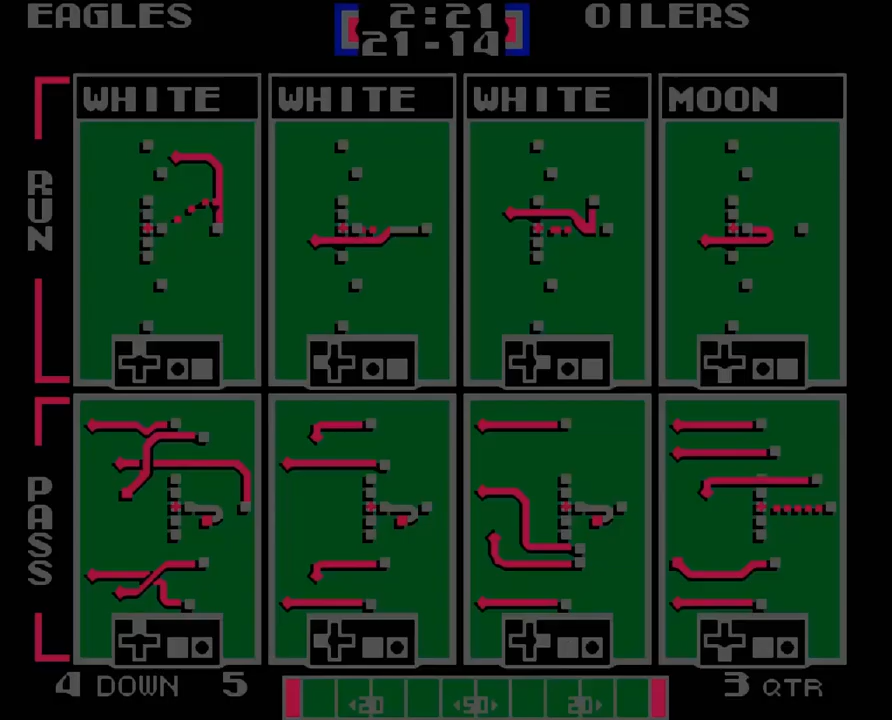 EAGLES 2:21 OILERS
21-14
WHITE WHITE WHITE MOON
RUN
PASS
4 DOWN 5 <20 <50> 20> 3 QTR